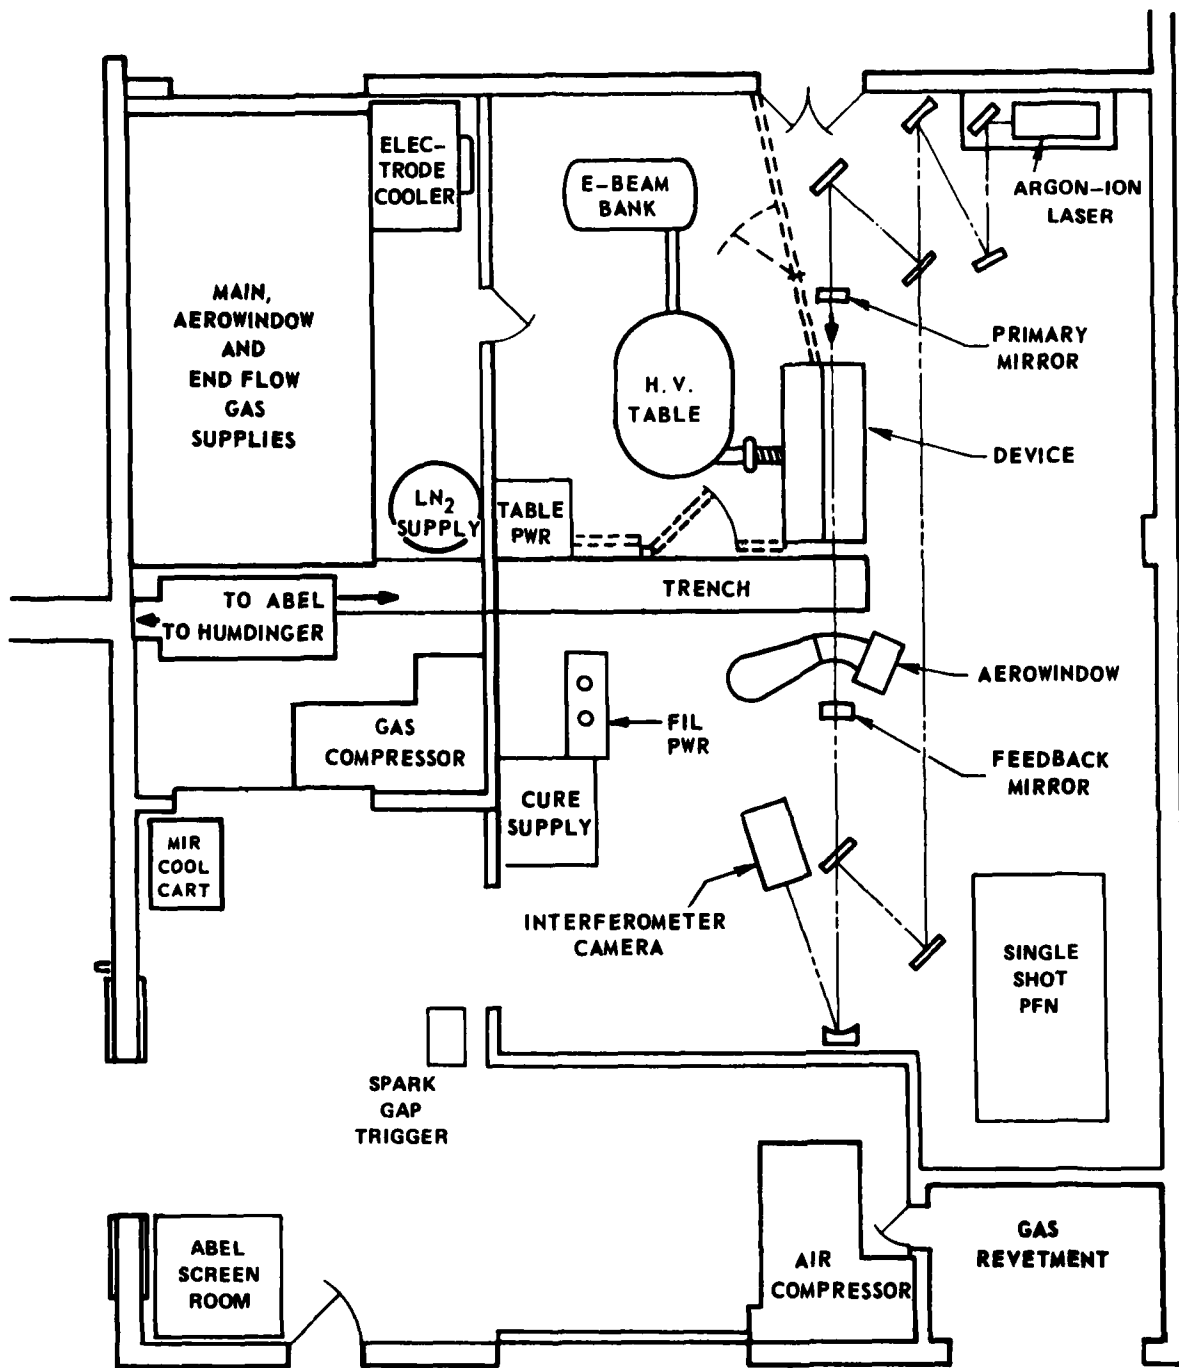 ELEC-
TRODE
COOLER
E-BEAM
BANK
ARGON-ION
LASER
MAIN,
AEROWINDOW
AND
END FLOW
GAS
SUPPLIES
PRIMARY
MIRROR
H. V.
TABLE
DEVICE
LN2
SUPPLY
TABLE
PWR
TRENCH
TO ABEL
TO HUMDINGER
AEROWINDOW
GAS
COMPRESSOR
FIL
PWR
FEEDBACK
MIRROR
CURE
SUPPLY
MIR
COOL
CART
INTERFEROMETER
CAMERA
SINGLE
SHOT
PFN
SPARK
GAP
TRIGGER
ABEL
SCREEN
ROOM
AIR
COMPRESSOR
GAS
REVETMENT